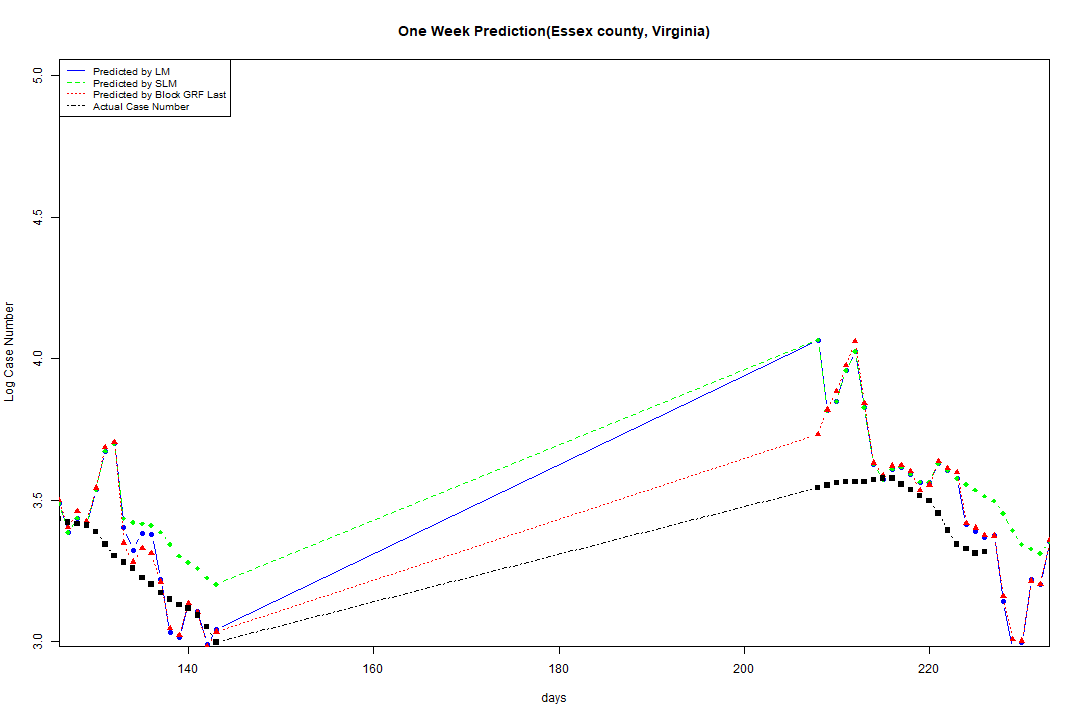 One Week Prediction(Essex county, Virginia)
Predicted by LM
Predicted by SLM
Predicted by Block GRF Last
Actual Case Number
5.0
4.5
4.0
3.5
3.0
Log Case Number
140 160 180 200 220
days